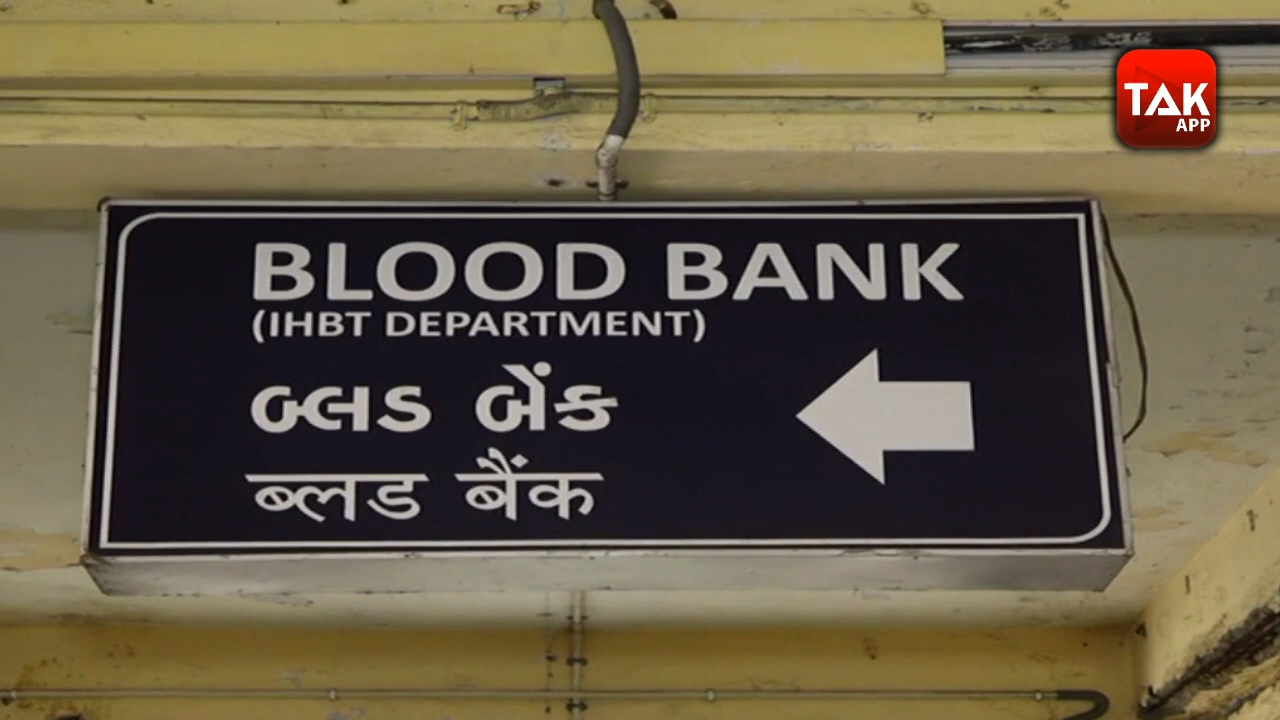 TAK
APP
BLOOD BANK
(IHBT DEPARTMENT)
બ્લડ બેંક
ब्लड बैंक